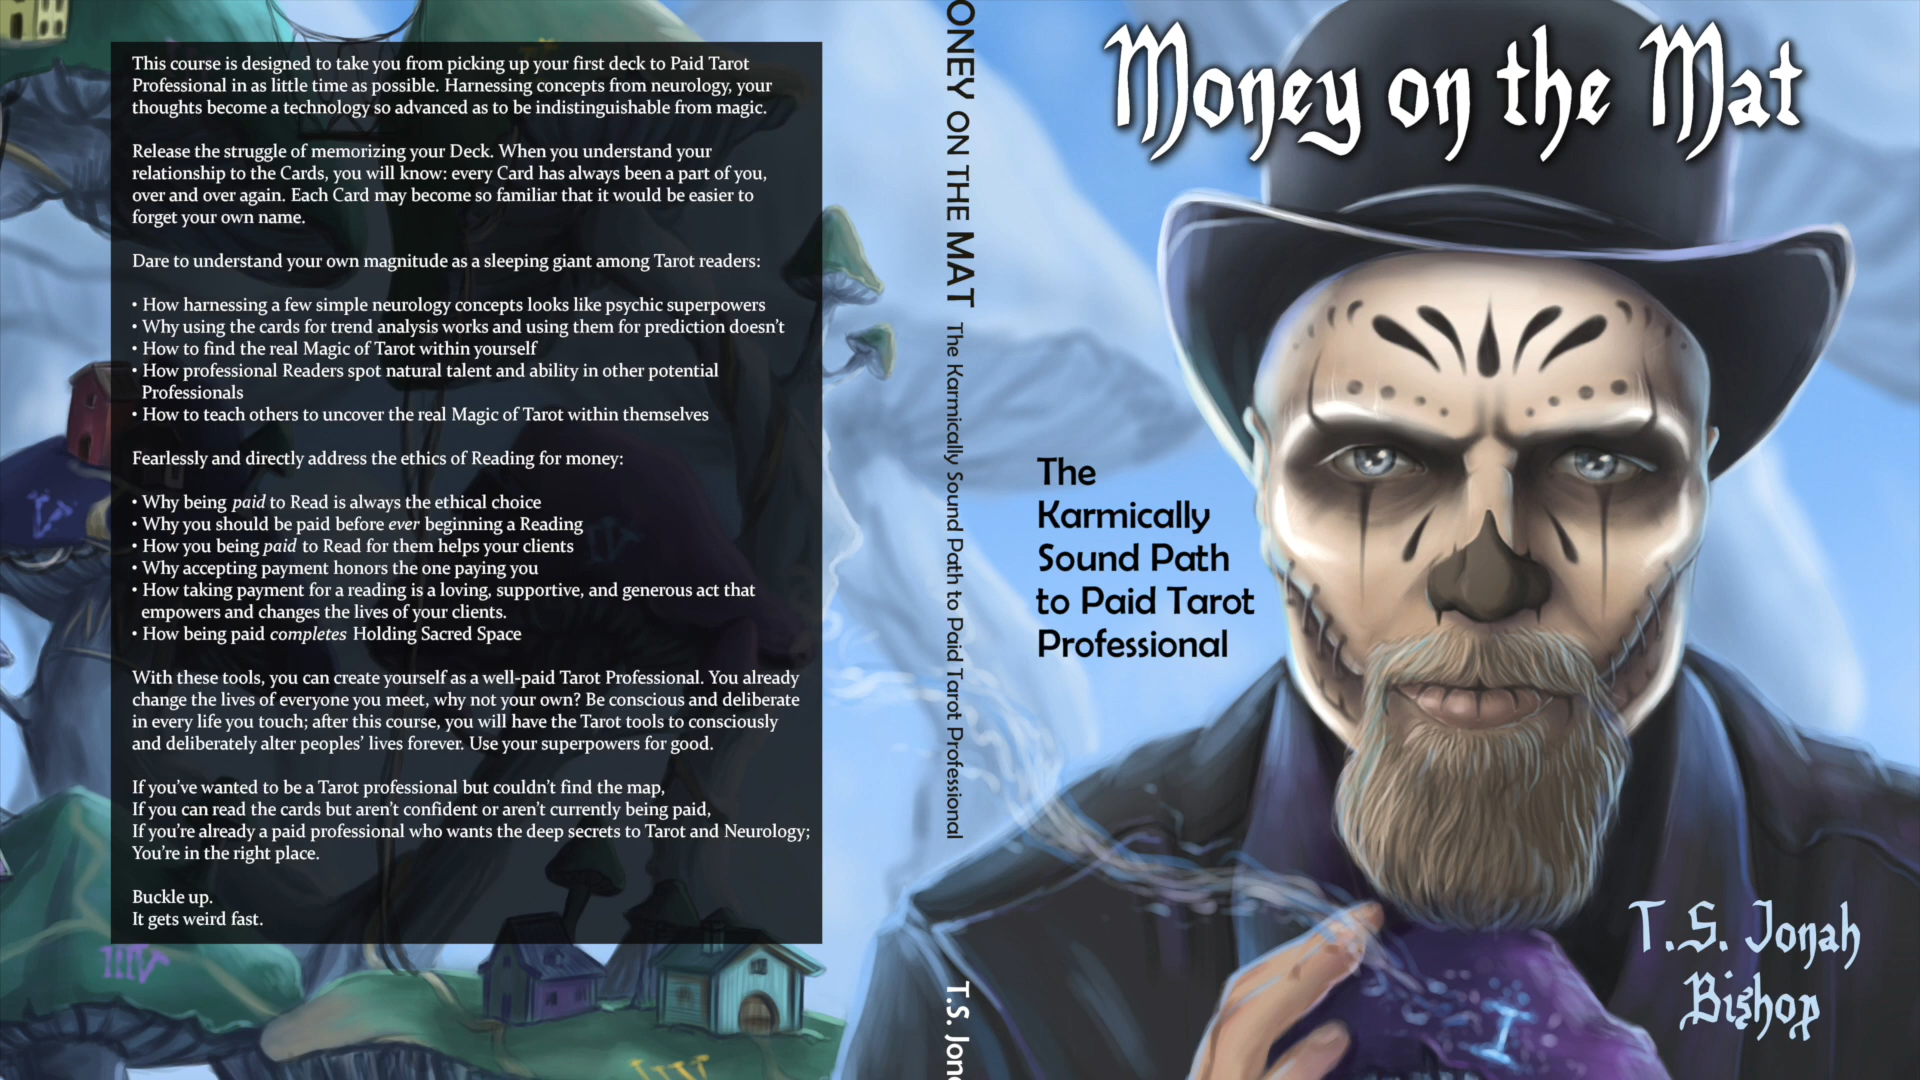 This course is designed to take you from picking up your first deck to Paid Tarot
Professional in as little time as possible. Harnessing concepts from neurology, your
thoughts become a technology so advanced as to be indistinguishable from magic.
Release the struggle of memorizing your Deck. When you understand your
relationship to the Cards, you will know: every Card has always been a part of you,
over and over again. Each Card may become so familiar that it would be easier to
forget your own name.
Dare to understand your own magnitude as a sleeping giant among Tarot readers:
• How harnessing a few simple neurology concepts looks like psychic superpowers
• Why using the cards for trend analysis works and using them for prediction doesn't
• How to find the real Magic of Tarot within yourself
• How professional Readers spot natural talent and ability in other potential
Professionals
• How to teach others to uncover the real Magic of Tarot within themselves
Fearlessly and directly address the ethics of Reading for money:
• Why being paid to Read is always the ethical choice
• Why you should be paid before ever beginning a Reading
• How you being paid to Read for them helps your clients
• Why accepting payment honors the one paying you
• How taking payment for a reading is a loving, supportive, and generous act that
empowers and changes the lives of your clients.
• How being paid completes Holding Sacred Space
With these tools, you can create yourself as a well-paid Tarot Professional. You already
change the lives of everyone you meet, why not your own? Be conscious and deliberate
in every life you touch; after this course, you will have the Tarot tools to consciously
and deliberately alter peoples' lives forever. Use your superpowers for good.
If you've wanted to be a Tarot professional but couldn't find the map,
If you can read the cards but aren't confident or aren't currently being paid,
If you're already a paid professional who wants the deep secrets to Tarot and Neurology;
You're in the right place.
Buckle up.
It gets weird fast.
ONEY ON THE MAT The Karmically Sound Path to Paid Tarot Professional
T.S. Jona
Money on the Mat
The
Karmically
Sound Path
to Paid Tarot
Professional
T.S. Jonah
Bishop